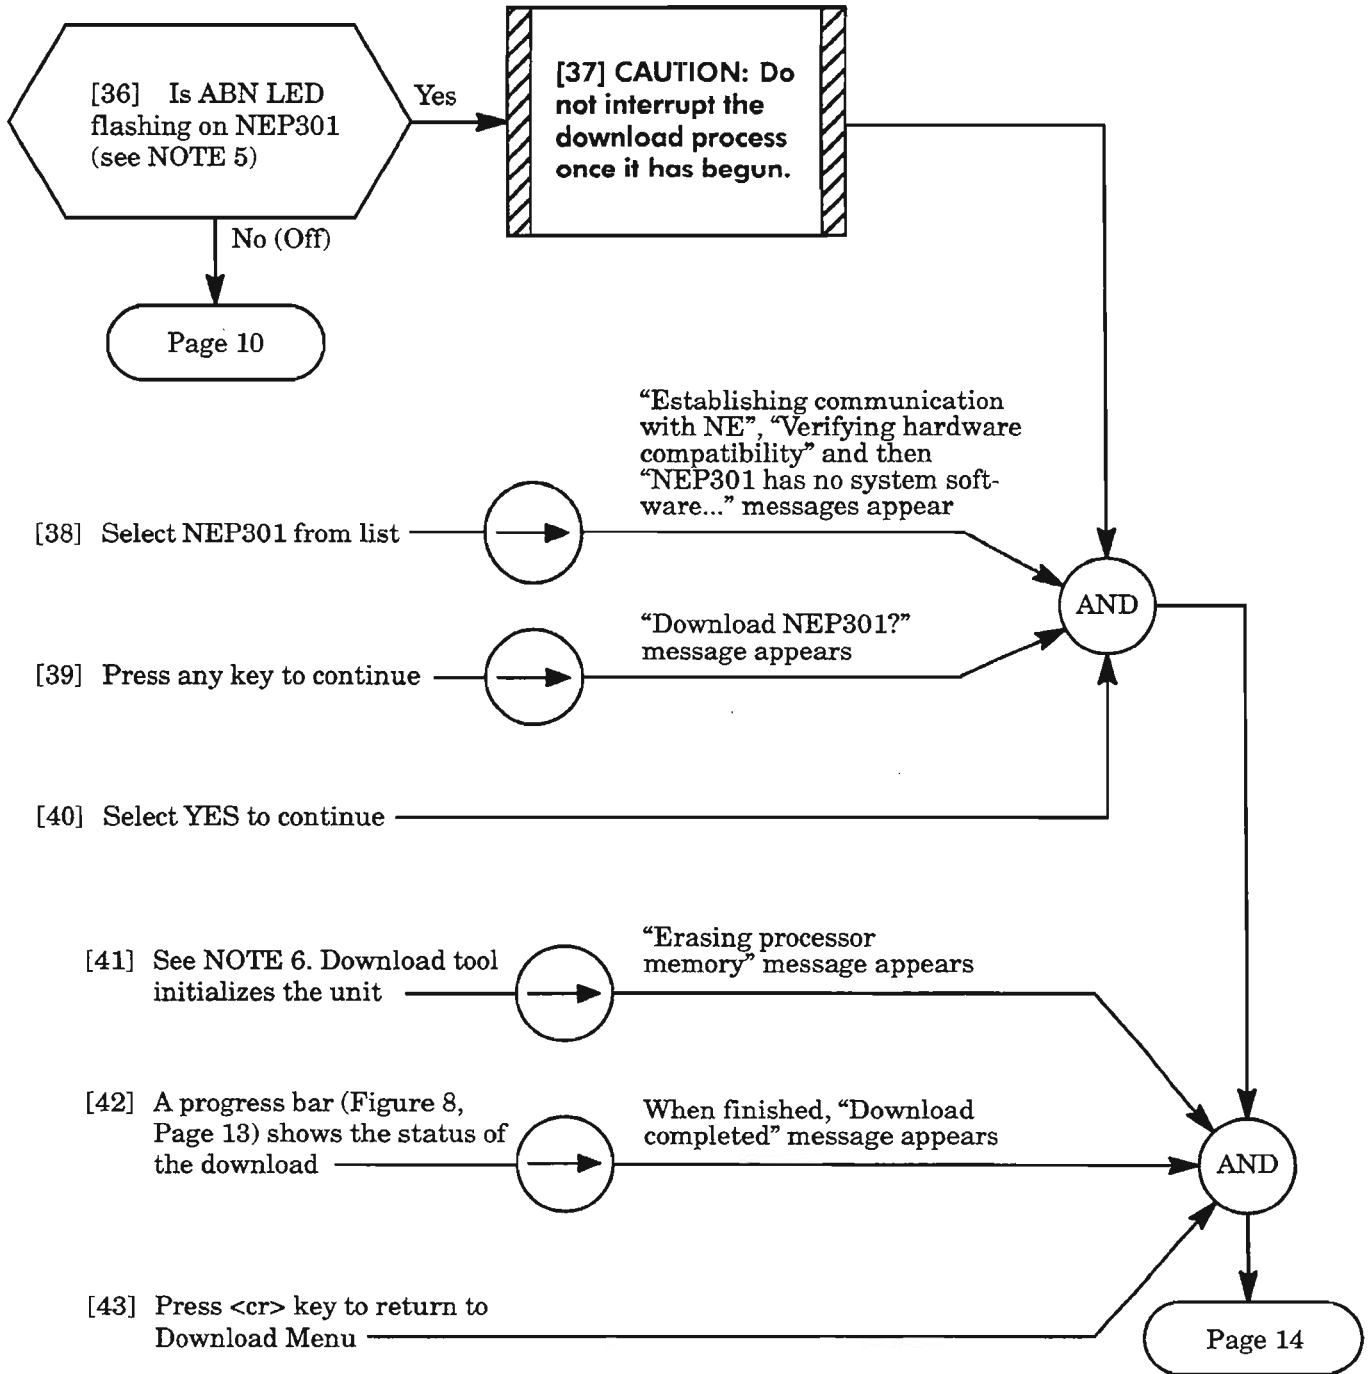 [36] Is ABN LED
flashing on NEP301
(see NOTE 5)
Yes
[37] CAUTION: Do
not interrupt the
download process
once it has begun.
No (Off)
Page 10
“Establishing communication
with NE”, “Verifying hardware
compatibility” and then
“NEP301 has no system soft-
ware...” messages appear
[38] Select NEP301 from list
AND
“Download NEP301?”
message appears
[39] Press any key to continue
[40] Select YES to continue
[41] See NOTE 6. Download tool
initializes the unit
“Erasing processor
memory” message appears
[42] A progress bar (Figure 8,
Page 13) shows the status of
the download
When finished, “Download
completed” message appears
AND
[43] Press <cr> key to return to
Download Menu
Page 14